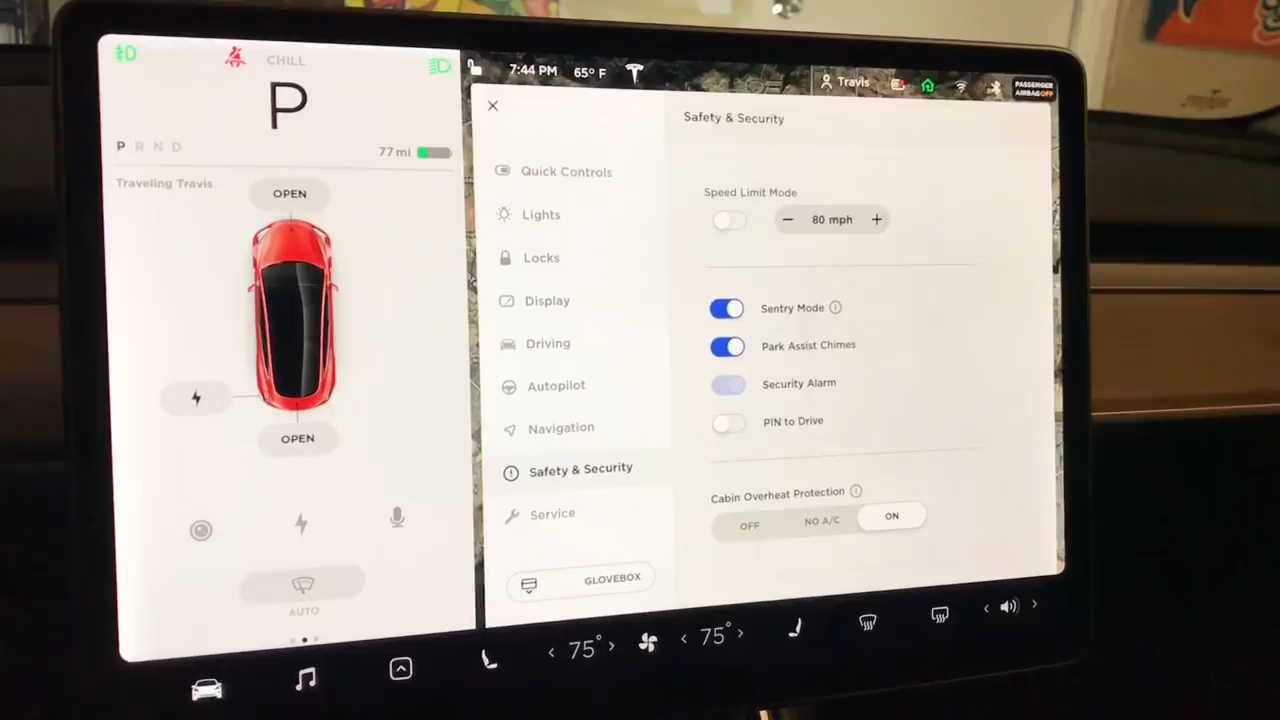 CHILL
P
P R N D
77 mi
Traveling Travis
OPEN
OPEN
AUTO
7:44 PM 65° F
Travis
PASSENGER
AIRBAG OFF
Safety & Security
Quick Controls
Lights
Locks
Display
Driving
Autopilot
Navigation
Safety & Security
Service
GLOVEBOX
Speed Limit Mode
− 80 mph +
Sentry Mode
Park Assist Chimes
Security Alarm
PIN to Drive
Cabin Overheat Protection
OFF NO A/C ON
< 75° > < 75° > < >